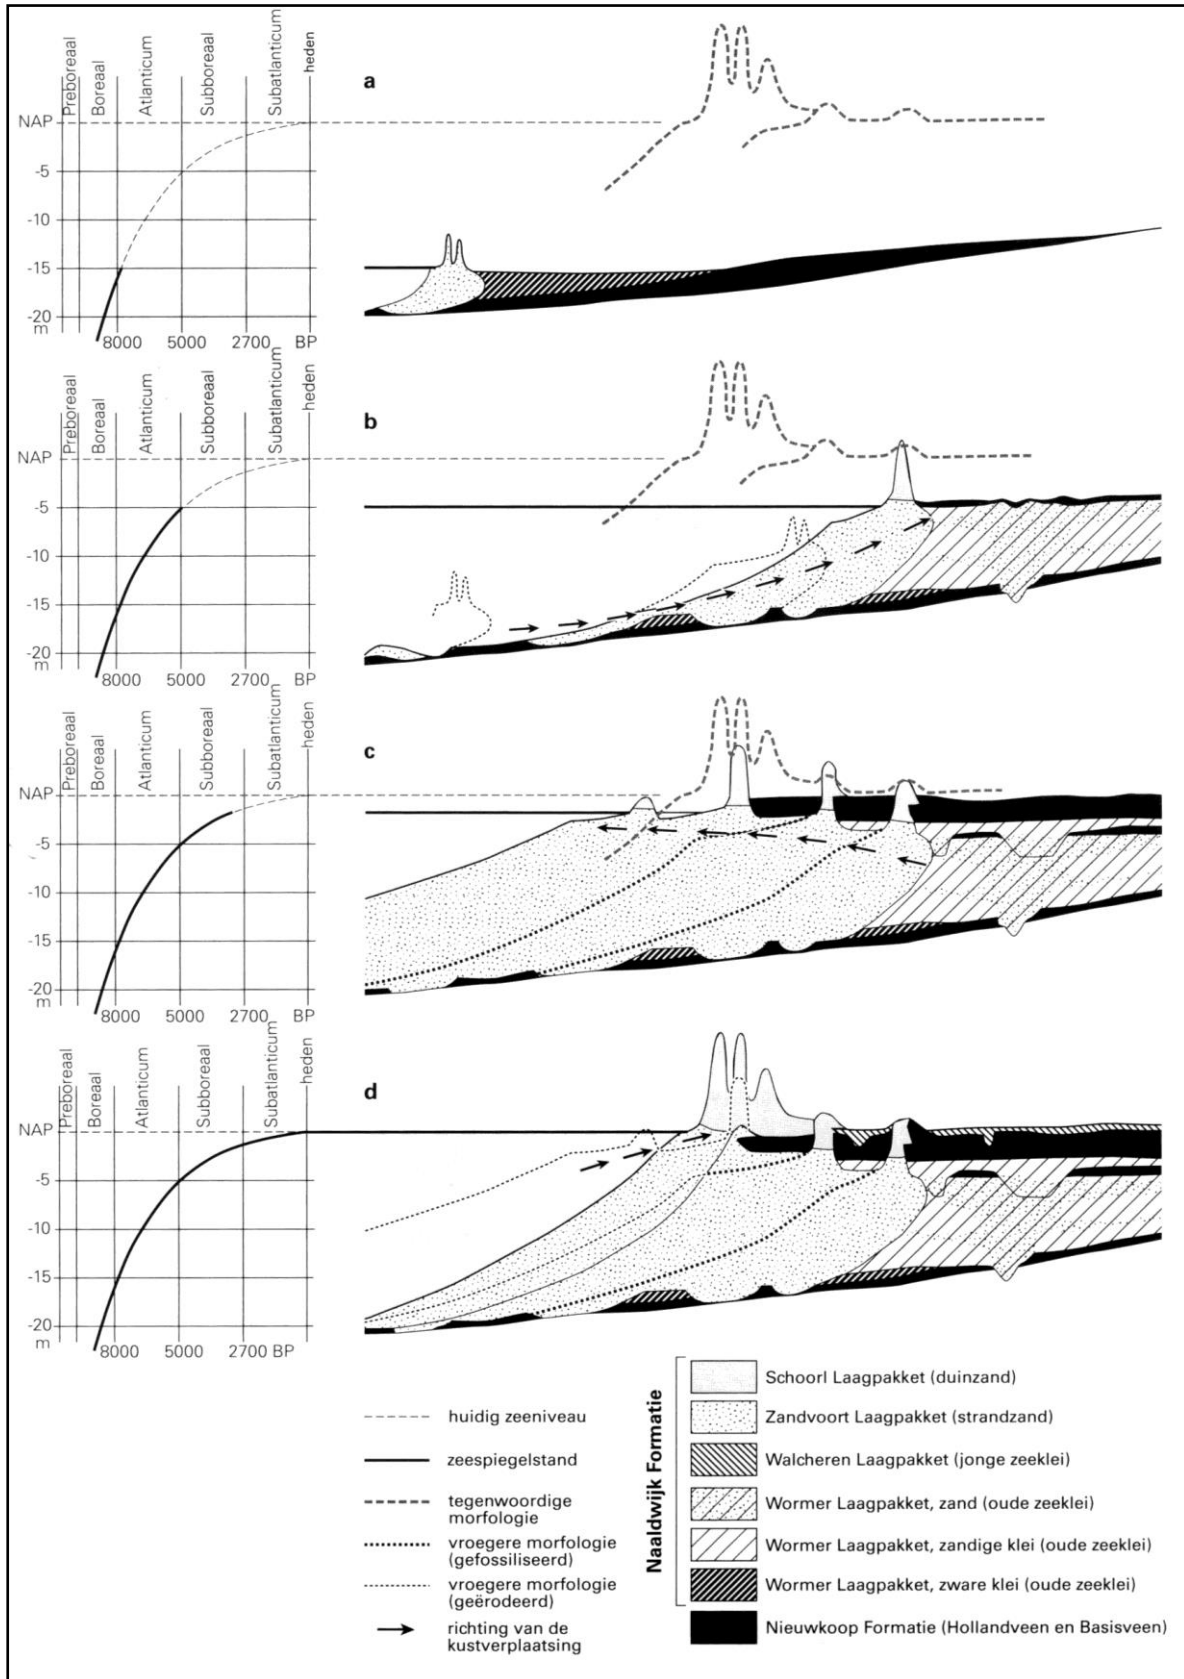 Preboreaal
Boreaal
Atlanticum
Subboreaal
Subatlanticum
heden
a
NAP
-5
-10
-15
-20
m
8000 5000 2700 BP
Preboreaal
Boreaal
Atlanticum
Subboreaal
Subatlanticum
heden
b
NAP
-5
-10
-15
-20
m
8000 5000 2700 BP
Preboreaal
Boreaal
Atlanticum
Subboreaal
Subatlanticum
heden
c
NAP
-5
-10
-15
-20
m
8000 5000 2700 BP
Preboreaal
Boreaal
Atlanticum
Subboreaal
Subatlanticum
heden
d
NAP
-5
-10
-15
-20
m
8000 5000 2700 BP
huidig zeeniveau
zeespiegelstand
tegenwoordige
morfologie
vroegere morfologie
(gefossiliseerd)
vroegere morfologie
(geërodeerd)
richting van de
kustverplaatsing
Naaldwijk Formatie
Schoorl Laagpakket (duinzand)
Zandvoort Laagpakket (strandzand)
Walcheren Laagpakket (jonge zeeklei)
Wormer Laagpakket, zand (oude zeeklei)
Wormer Laagpakket, zandige klei (oude zeeklei)
Wormer Laagpakket, zware klei (oude zeeklei)
Nieuwkoop Formatie (Hollandveen en Basisveen)